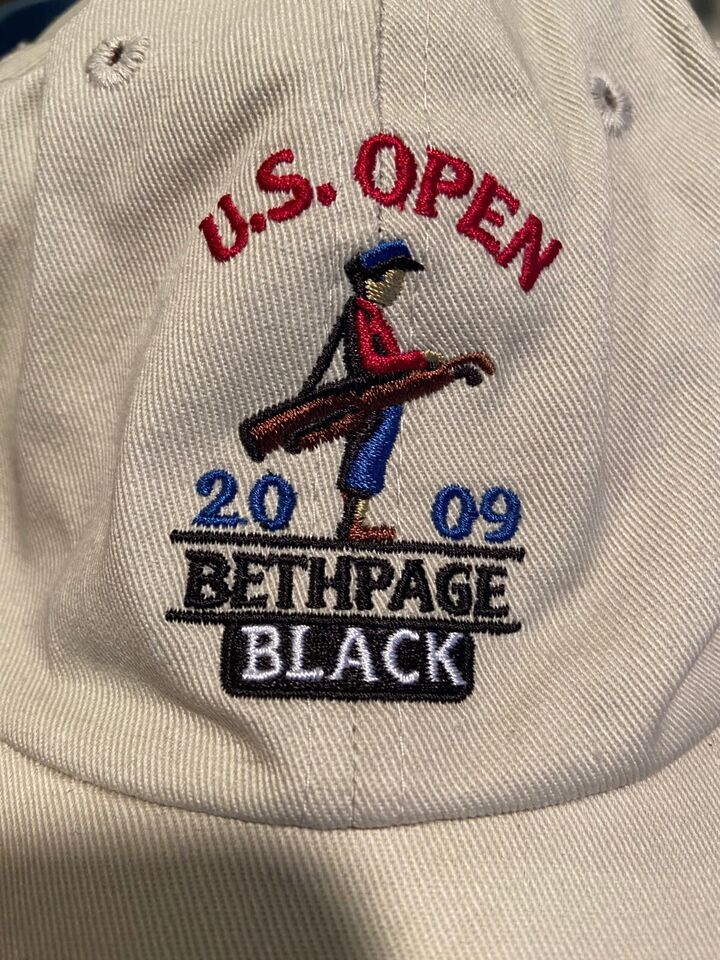 U.S. OPEN
20 09
BETHPAGE
BLACK